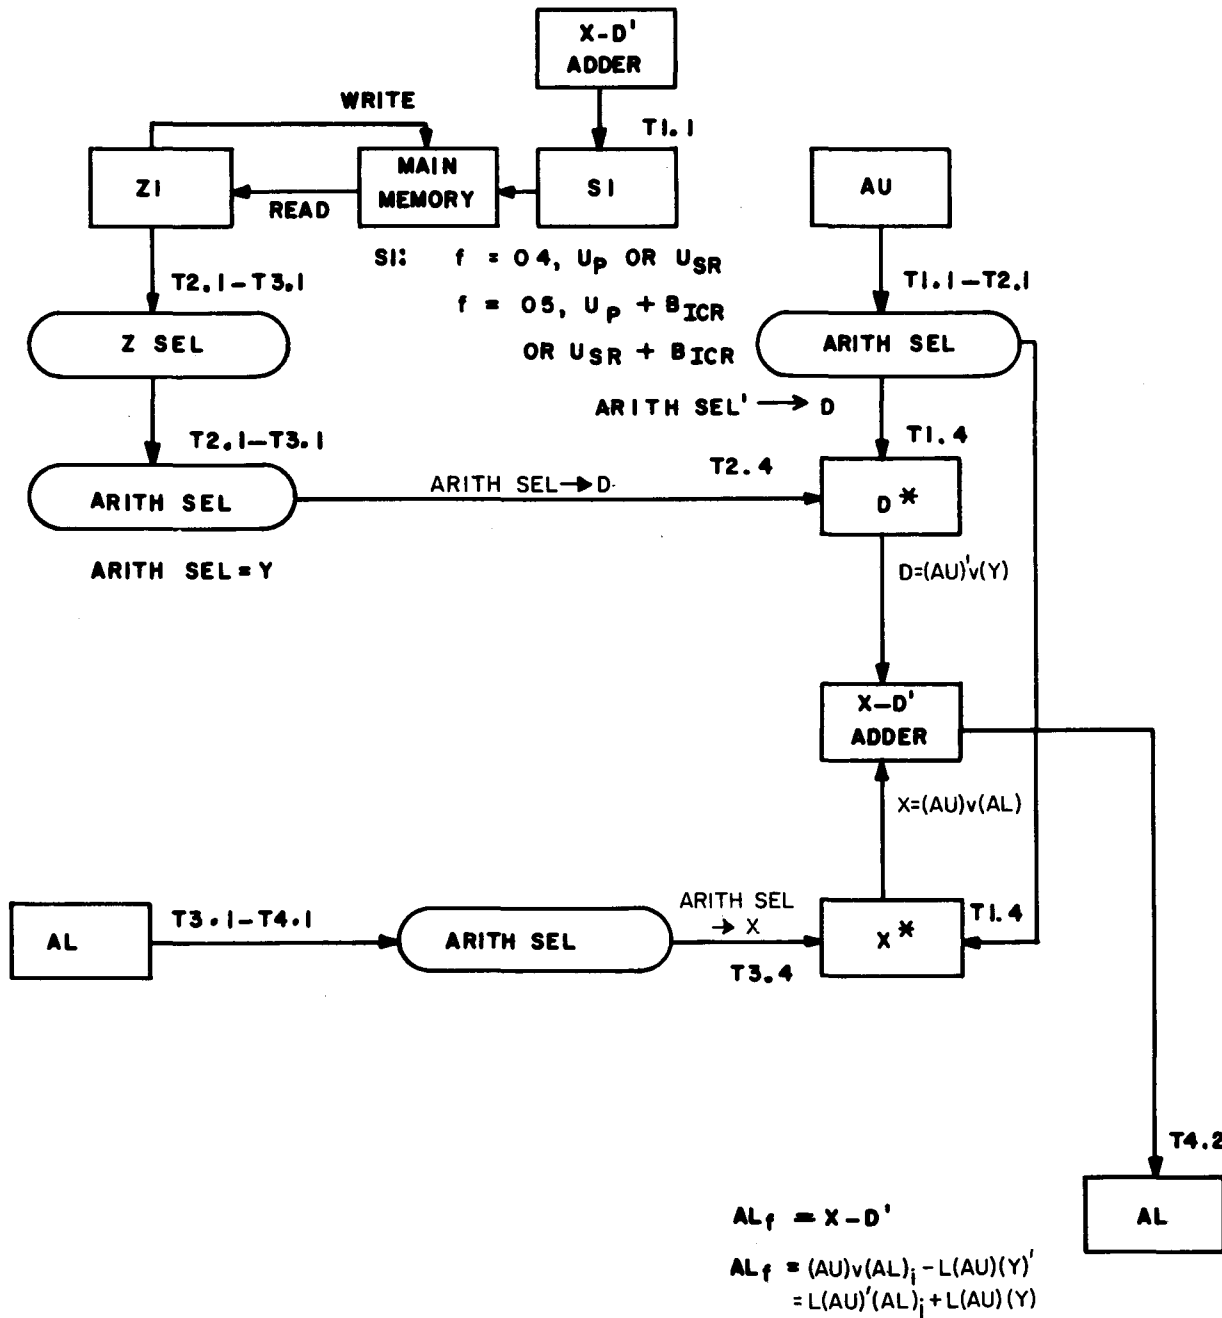 X-D'
ADDER
WRITE
T1.1
Z1
MAIN
MEMORY
S1
AU
READ
S1: f = 04, UP OR USR
f = 05, UP + BICR
OR USR + BICR
T2.1-T3.1
T1.1-T2.1
Z SEL
ARITH SEL
ARITH SEL' → D
T2.1-T3.1
T1.4
ARITH SEL
ARITH SEL → D
T2.4
D*
ARITH SEL = Y
D=(AU)'v(Y)
X-D'
ADDER
X=(AU)v(AL)
AL
T3.1-T4.1
ARITH SEL
ARITH SEL
→ X
T3.4
X*
T1.4
T4.2
AL
ALf = X-D'
ALf = (AU)v(AL)i - L(AU)(Y)'
= L(AU)'(AL)i + L(AU)(Y)